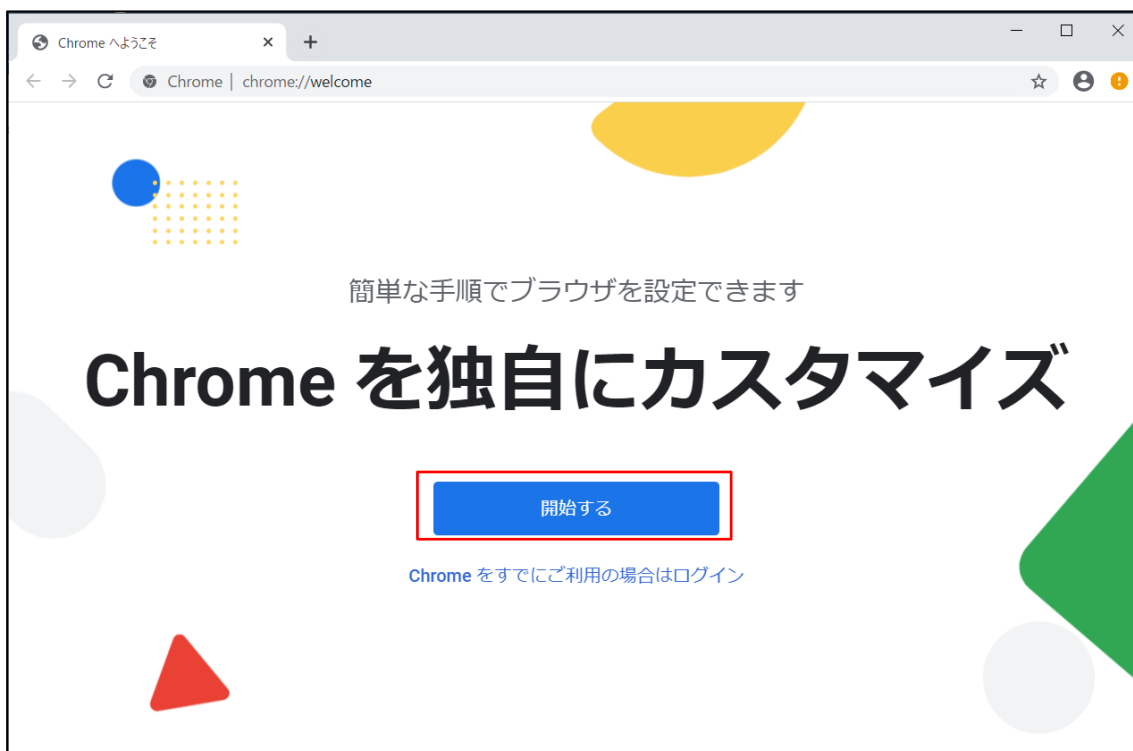 Chrome へようこそ
Chrome | chrome://welcome
簡単な手順でブラウザを設定できます
Chrome を独自にカスタマイズ
開始する
Chrome をすでにご利用の場合はログイン